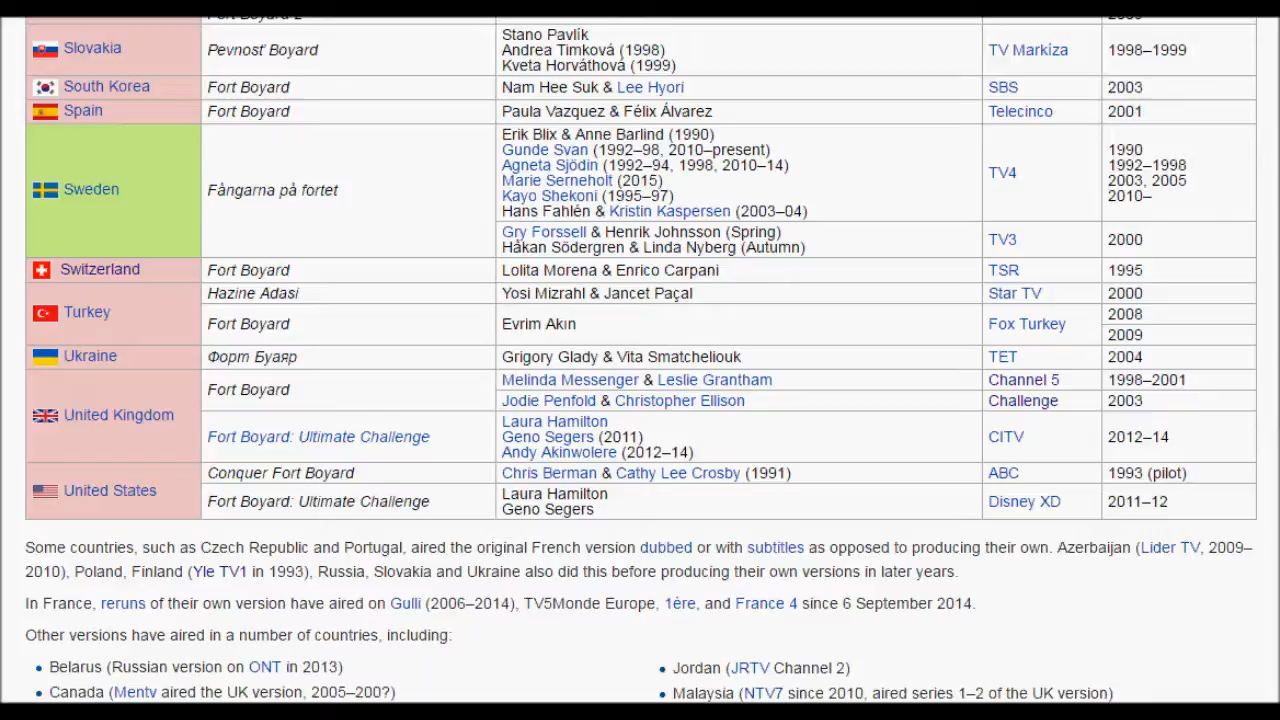 Slovakia Pevnosť Boyard Stano Pavlík TV Markíza 1998–1999
Andrea Timková (1998)
Kveta Horváthová (1999)
South Korea Fort Boyard Nam Hee Suk & Lee Hyori SBS 2003
Spain Fort Boyard Paula Vazquez & Félix Álvarez Telecinco 2001
Sweden Fångarna på fortet Erik Blix & Anne Barlind (1990) TV4 1990
Gunde Svan (1992–98, 2010–present) 1992–1998
Agneta Sjödin (1992–94, 1998, 2010–14) 2003, 2005
Marie Serneholt (2015) 2010–
Kayo Shekoni (1995–97)
Hans Fahlén & Kristin Kaspersen (2003–04)
Gry Forssell & Henrik Johnsson (Spring) TV3 2000
Håkan Södergren & Linda Nyberg (Autumn)
Switzerland Fort Boyard Lolita Morena & Enrico Carpani TSR 1995
Turkey Hazine Adasi Yosi Mizrahl & Jancet Paçal Star TV 2000
Fort Boyard Evrim Akın Fox Turkey 2008
2009
Ukraine Форт Буаяр Grigory Glady & Vita Smatcheliouk TET 2004
United Kingdom Fort Boyard Melinda Messenger & Leslie Grantham Channel 5 1998–2001
Jodie Penfold & Christopher Ellison Challenge 2003
Fort Boyard: Ultimate Challenge Laura Hamilton CITV 2012–14
Geno Segers (2011)
Andy Akinwolere (2012–14)
United States Conquer Fort Boyard Chris Berman & Cathy Lee Crosby (1991) ABC 1993 (pilot)
Fort Boyard: Ultimate Challenge Laura Hamilton Disney XD 2011–12
Geno Segers
Some countries, such as Czech Republic and Portugal, aired the original French version dubbed or with subtitles as opposed to producing their own. Azerbaijan (Lider TV, 2009–
2010), Poland, Finland (Yle TV1 in 1993), Russia, Slovakia and Ukraine also did this before producing their own versions in later years.
In France, reruns of their own version have aired on Gulli (2006–2014), TV5Monde Europe, 1ère, and France 4 since 6 September 2014.
Other versions have aired in a number of countries, including:
• Belarus (Russian version on ONT in 2013)
• Canada (Mentv aired the UK version, 2005–200?)
• Jordan (JRTV Channel 2)
• Malaysia (NTV7 since 2010, aired series 1–2 of the UK version)